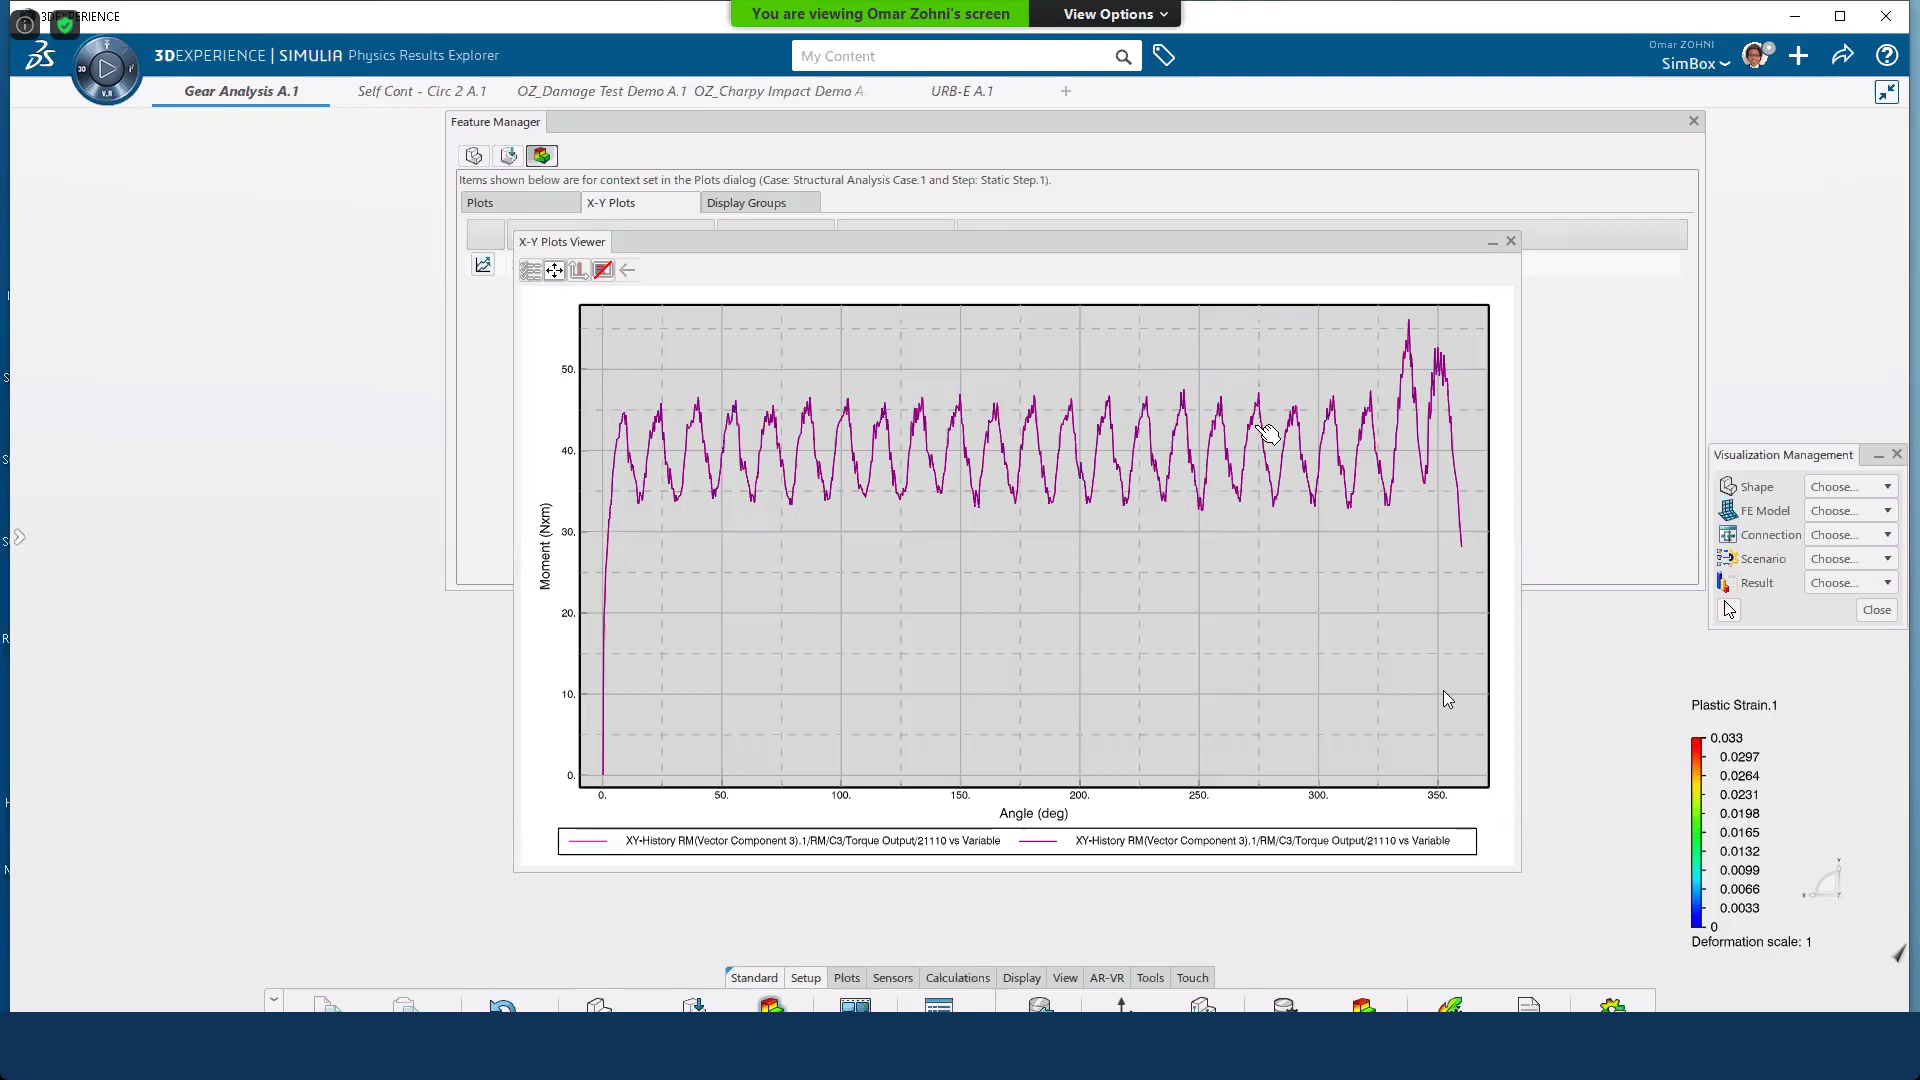 3DEXPERIENCE
You are viewing Omar Zohni's screen
View Options
3DEXPERIENCE | SIMULIA Physics Results Explorer
My Content
Omar ZOHNI
SimBox
3D
V.R
Gear Analysis A.1
Self Cont - Circ 2 A.1
OZ_Damage Test Demo A.1
OZ_Charpy Impact Demo A
URB-E A.1
Feature Manager
Items shown below are for context set in the Plots dialog (Case: Structural Analysis Case.1 and Step: Static Step.1).
Plots
X-Y Plots
Display Groups
X-Y Plots Viewer
50.
40.
30.
20.
10.
0.
Moment (Nxm)
0.
50.
100.
150.
200.
250.
300.
350.
Angle (deg)
XY-History RM(Vector Component 3).1/RM/C3/Torque Output/21110 vs Variable
XY-History RM(Vector Component 3).1/RM/C3/Torque Output/21110 vs Variable
Visualization Management
Shape Choose...
FE Model Choose...
Connection Choose...
Scenario Choose...
Result Choose...
Close
Plastic Strain.1
0.033
0.0297
0.0264
0.0231
0.0198
0.0165
0.0132
0.0099
0.0066
0.0033
0
Deformation scale: 1
Standard
Setup
Plots
Sensors
Calculations
Display
View
AR-VR
Tools
Touch